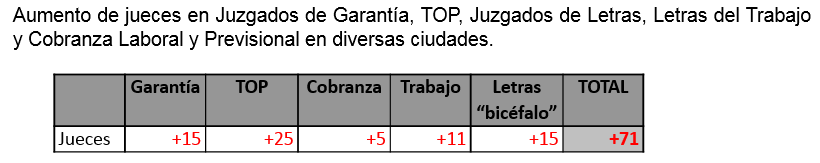 Aumento de jueces en Juzgados de Garantía, TOP, Juzgados de Letras, Letras del Trabajo
y Cobranza Laboral y Previsional en diversas ciudades.
Garantía TOP Cobranza Trabajo Letras TOTAL
"bicéfalo"
Jueces +15 +25 +5 +11 +15 +71